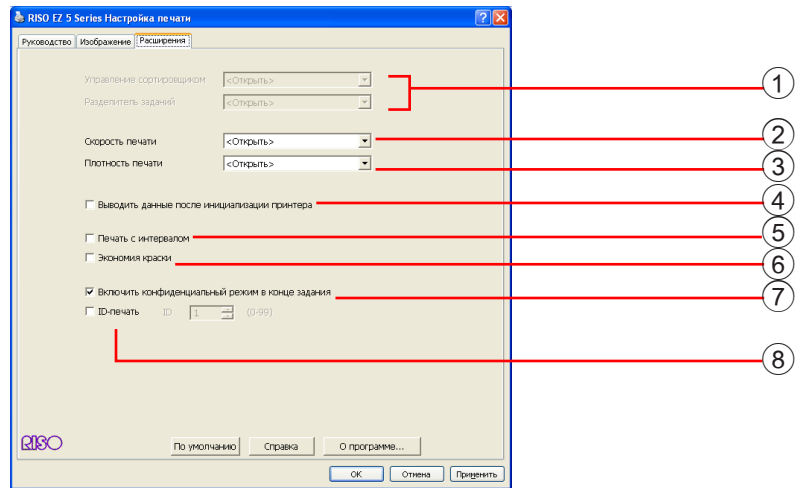 RISO EZ 5 Series Настройка печати
Руководство Изображение Расширения
Управление сортировщиком <Открыть>
1
Разделитель заданий <Открыть>
Скорость печати <Открыть>
2
Плотность печати <Открыть>
3
Выводить данные после инициализации принтера
4
Печать с интервалом
5
Экономия краски
6
Включить конфиденциальный режим в конце задания
7
ID-печать ID 1 (0-99)
8
RISO
По умолчанию Справка О программе...
OK Отмена Применить